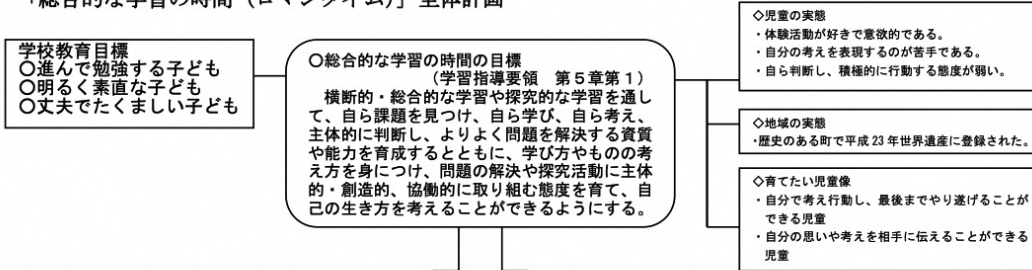 「総合的な学習の時間（ロマンタイム）」全体計画
学校教育目標
〇進んで勉強する子ども
〇明るく素直な子ども
〇丈夫でたくましい子ども
〇総合的な学習の時間の目標
（学習指導要領　第５章第１）
横断的・総合的な学習や探究的な学習を通し
て、自ら課題を見つけ、自ら学び、自ら考え、
主体的に判断し、よりよく問題を解決する資質
や能力を育成するとともに、学び方やものの考
え方を身につけ、問題の解決や探究活動に主体
的・創造的、協働的に取り組む態度を育て、自
己の生き方を考えることができるようにする。
◇児童の実態
・体験活動が好きで意欲的である。
・自分の考えを表現するのが苦手である。
・自ら判断し、積極的に行動する態度が弱い。
◇地域の実態
・歴史のある町で平成23年世界遺産に登録された。
◇育てたい児童像
・自分で考え行動し、最後までやり遂げることが
できる児童
・自分の思いや考えを相手に伝えることができる
児童